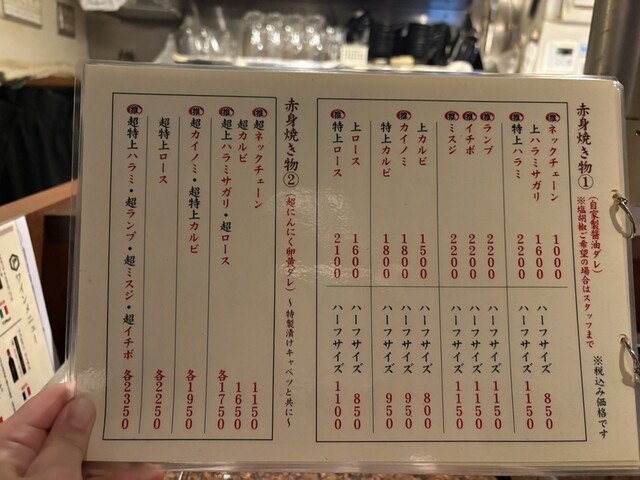 赤身焼き物①
(自家製醤油ダレ)
※塩胡椒ご希望の場合はスタッフまで
※税込み価格です
推 ネックチェーン 1000 ハーフサイズ 850
上ハラミサガリ 1600
推 特上ハラミ 2200 ハーフサイズ 1150
推 ランプ 2200 ハーフサイズ 1150
推 イチボ 2200 ハーフサイズ 1150
推 ミスジ 2200 ハーフサイズ 1150
上カルビ 1500 ハーフサイズ 800
推 カイノミ 1800 ハーフサイズ 950
特上カルビ 1800 ハーフサイズ 950
上ロース 1600 ハーフサイズ 850
推 特上ロース 2100 ハーフサイズ 1100
赤身焼き物②
(超にんにく卵黄ダレ)
~特製漬けキャベツと共に~
推 超ネックチェーン 1150
超カルビ 1650
推 超上ハラミサガリ・超ロース 各1750
推 超カイノミ・超特上カルビ 各1950
超特上ロース 各2250
推 超特上ハラミ・超ランプ・超ミスジ・超イチボ 各2350